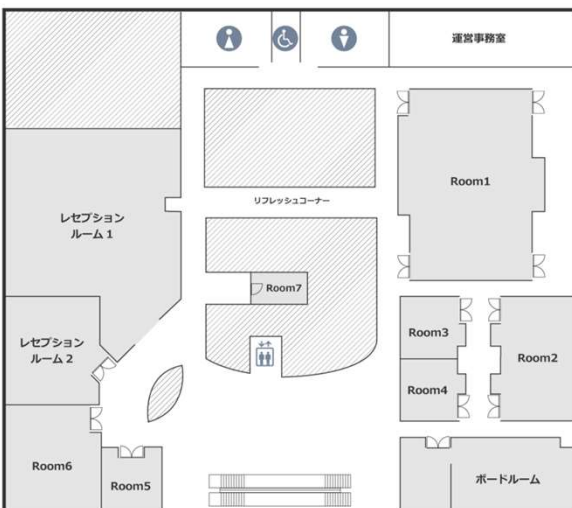 運営事務室
Room1
リフレッシュコーナー
レセプション
ルーム 1
Room7
レセプション
ルーム 2
Room3
Room2
Room4
Room6
Room5
ボードルーム